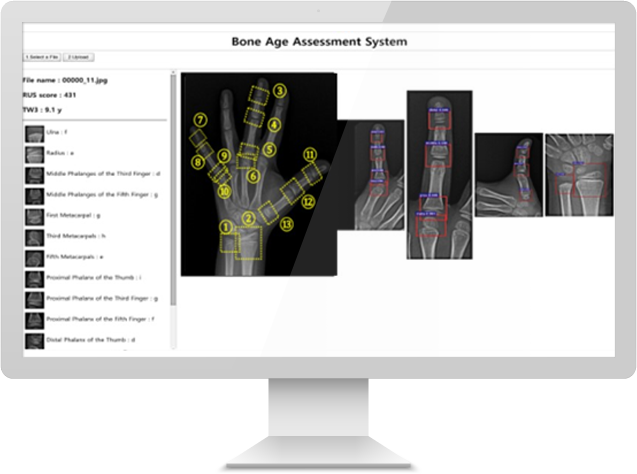 Bone Age Assessment System
1 Select a File 2 Upload
File name : 00000_11.jpg
RUS score : 431
TW3 : 9.1 y
Ulna : f
Radius : e
Middle Phalanges of the Third Finger : d
Middle Phalanges of the Fifth Finger : g
First Metacarpal : g
Third Metacarpals : h
Fifth Metacarpals : e
Proximal Phalanx of the Thumb : i
Proximal Phalanx of the Third Finger : g
Proximal Phalanx of the Fifth Finger : f
Distal Phalanx of the Thumb : d
3
4
7
5
8
9
11
6
10
12
2
1
13